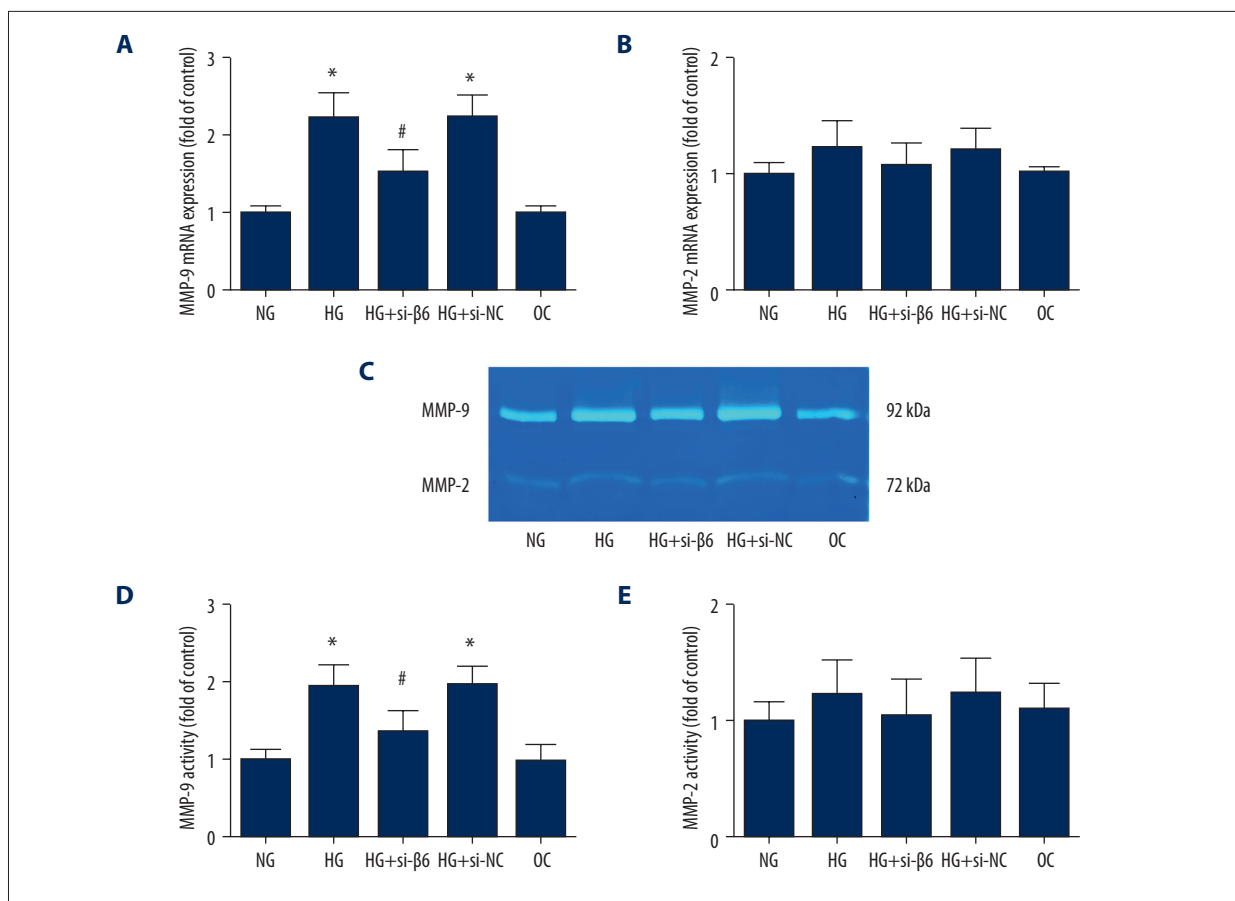 A
MMP-9 mRNA expression (fold of control)
3
2
1
0
*
#
*
NG HG HG+si-β6 HG+si-NC OC
B
MMP-2 mRNA expression (fold of control)
2
1
0
NG HG HG+si-β6 HG+si-NC OC
C
MMP-9 92 kDa
MMP-2 72 kDa
NG HG HG+si-β6 HG+si-NC OC
D
MMP-9 activity (fold of control)
3
2
1
0
*
#
*
NG HG HG+si-β6 HG+si-NC OC
E
MMP-2 activity (fold of control)
2
1
0
NG HG HG+si-β6 HG+si-NC OC